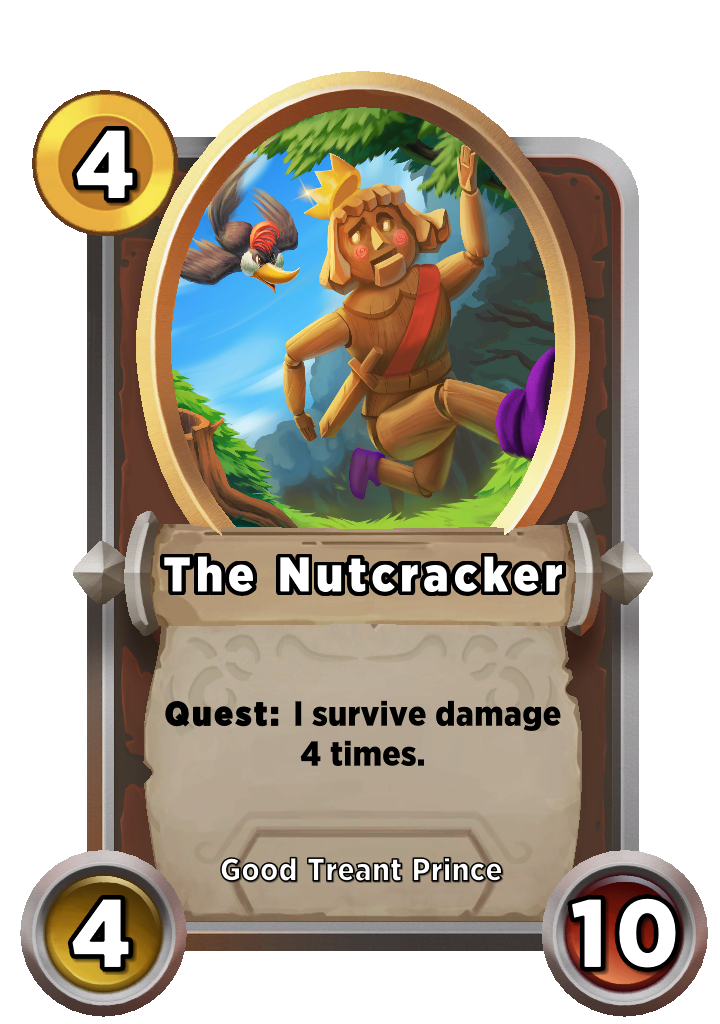 4
The Nutcracker
Quest: I survive damage
4 times.
Good Treant Prince
4
10